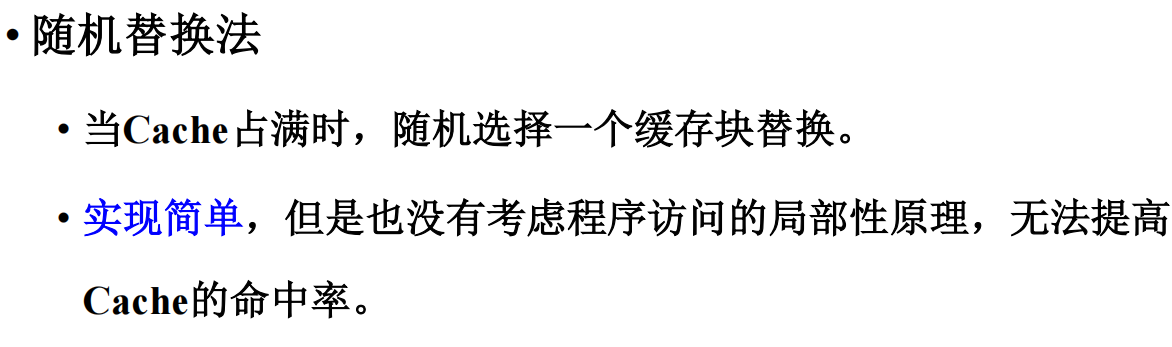 • 随机替换法
• 当Cache占满时，随机选择一个缓存块替换。
• 实现简单，但是也没有考虑程序访问的局部性原理，无法提高
Cache的命中率。